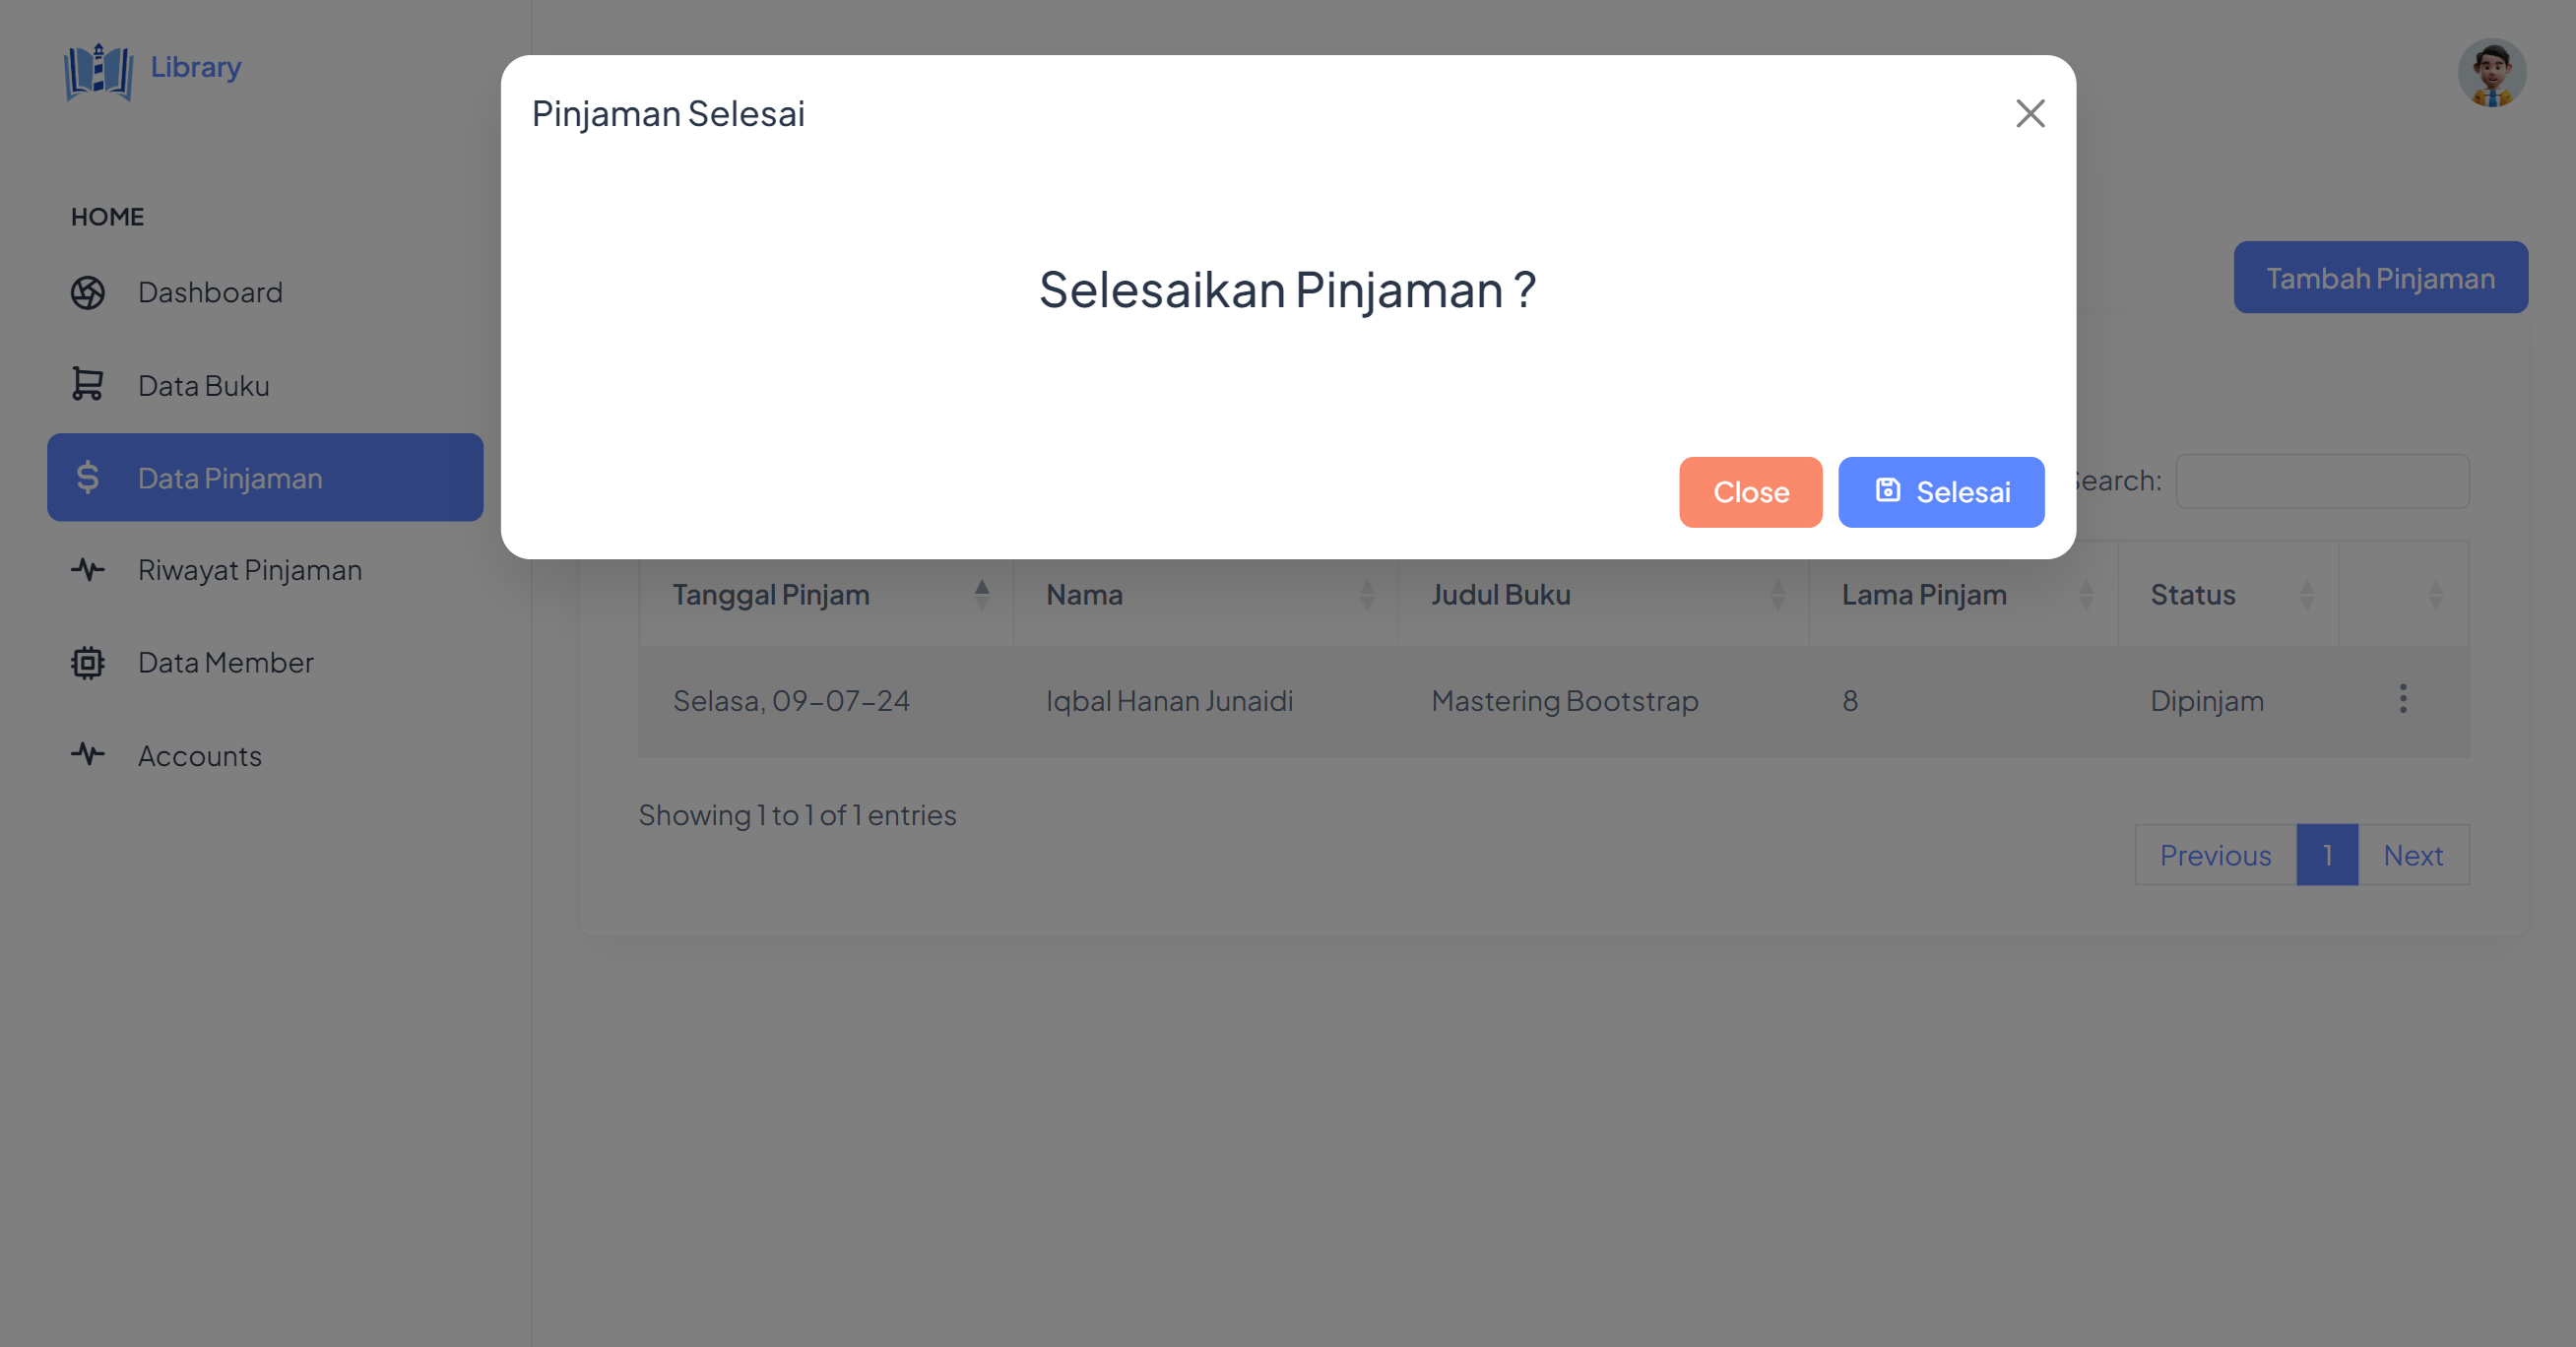 Library
HOME
Dashboard
Data Buku
Data Pinjaman
Riwayat Pinjaman
Data Member
Accounts
Pinjaman Selesai
Selesaikan Pinjaman ?
Close
Selesai
Tambah Pinjaman
Search:
Tanggal Pinjam Nama Judul Buku Lama Pinjam Status
Selasa, 09-07-24 Iqbal Hanan Junaidi Mastering Bootstrap 8 Dipinjam
Showing 1 to 1 of 1 entries
Previous 1 Next